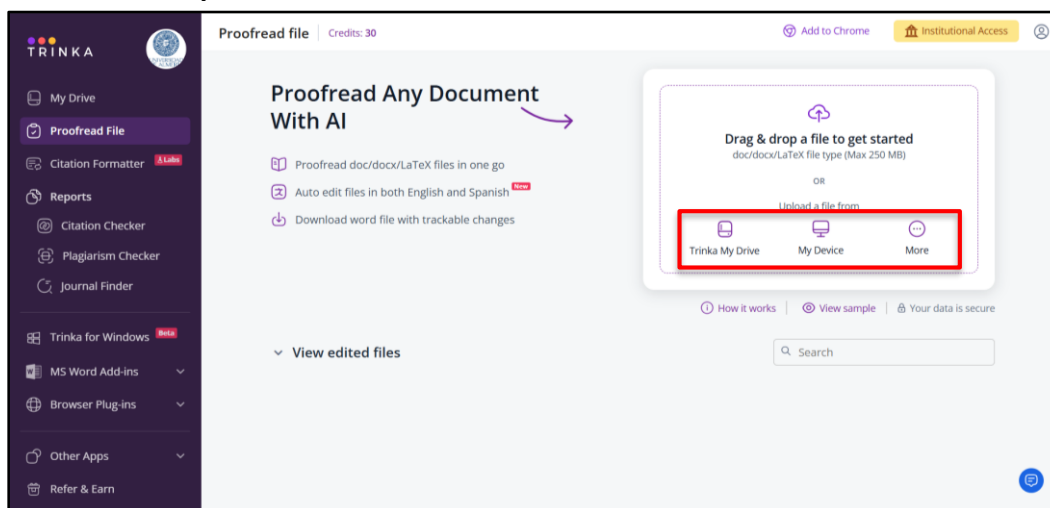 TRINKA
My Drive
Proofread File
Citation Formatter
Labs
Reports
Citation Checker
Plagiarism Checker
Journal Finder
Trinka for Windows
Beta
MS Word Add-ins
Browser Plug-ins
Other Apps
Refer & Earn
Proofread file
Credits: 30
Add to Chrome
Institutional Access
Proofread Any Document
With AI
Proofread doc/docx/LaTeX files in one go
Auto edit files in both English and Spanish New
Download word file with trackable changes
Drag & drop a file to get started
doc/docx/LaTeX file type (Max 250 MB)
OR
Upload a file from
Trinka My Drive
My Device
More
How it works
View sample
Your data is secure
View edited files
Search